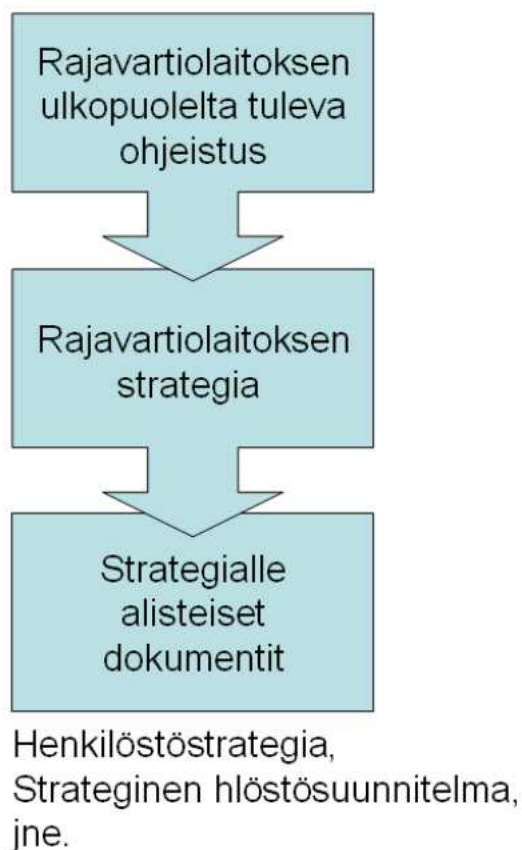 Rajavartiolaitoksen
ulkopuolelta tuleva
ohjeistus
Rajavartiolaitoksen
strategia
Strategialle
alisteiset
dokumentit
Henkilöstöstrategia,
Strateginen hlöstösuunnitelma,
jne.